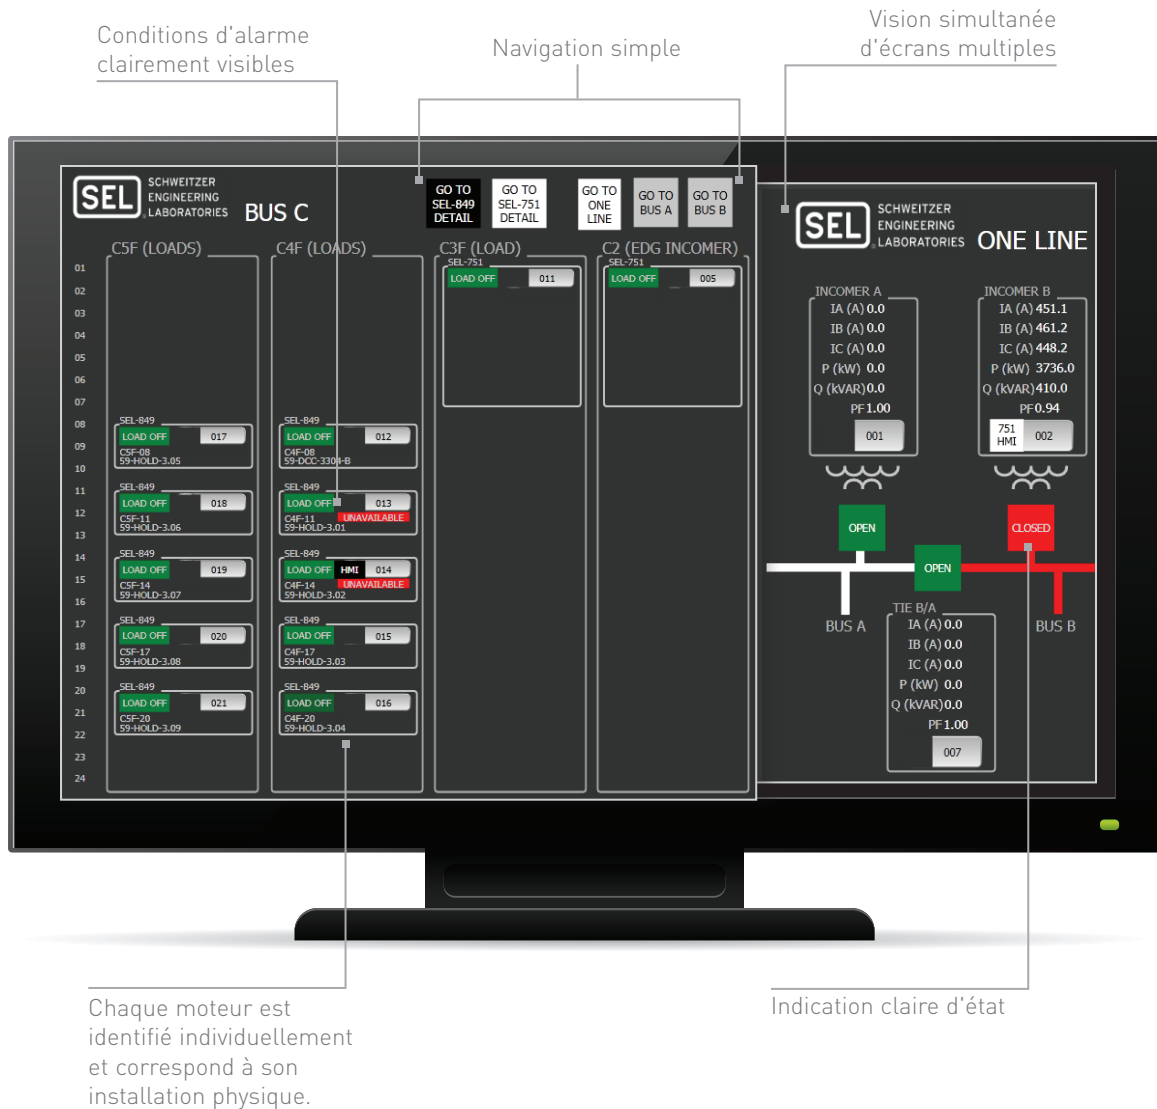 Conditions d'alarme
clairement visibles
Navigation simple
Vision simultanée
d'écrans multiples
SEL SCHWEITZER
ENGINEERING
LABORATORIES
BUS C
GO TO
SEL-849
DETAIL
GO TO
SEL-751
DETAIL
GO TO
ONE
LINE
GO TO
BUS A
GO TO
BUS B
C5F (LOADS)
C4F (LOADS)
C3F (LOAD)
C2 (EDG INCOMER)
01
02
03
04
05
06
07
08
09
10
11
12
13
14
15
16
17
18
19
20
21
22
23
24
SEL-849
LOAD OFF 017
C5F-08
59-HOLD-3.05
SEL-849
LOAD OFF 018
C5F-11
59-HOLD-3.06
SEL-849
LOAD OFF 019
C5F-14
59-HOLD-3.07
SEL-849
LOAD OFF 020
C5F-17
59-HOLD-3.08
SEL-849
LOAD OFF 021
C5F-20
59-HOLD-3.09
SEL-849
LOAD OFF 012
C4F-08
59-DCC-3304-B
SEL-849
LOAD OFF 013
UNAVAILABLE
C4F-11
59-HOLD-3.01
SEL-849
LOAD OFF HMI 014
UNAVAILABLE
C4F-14
59-HOLD-3.02
SEL-849
LOAD OFF 015
C4F-17
59-HOLD-3.03
SEL-849
LOAD OFF 016
C4F-20
59-HOLD-3.04
SEL-751
LOAD OFF 011
SEL-751
LOAD OFF 005
SEL SCHWEITZER
ENGINEERING
LABORATORIES
ONE LINE
INCOMER A
IA (A) 0.0
IB (A) 0.0
IC (A) 0.0
P (kW) 0.0
Q (kVAR) 0.0
PF 1.00
001
INCOMER B
IA (A) 451.1
IB (A) 461.2
IC (A) 448.2
P (kW) 3736.0
Q (kVAR) 410.0
PF 0.94
751
HMI
002
OPEN
OPEN
CLOSED
BUS A
BUS B
TIE B/A
IA (A) 0.0
IB (A) 0.0
IC (A) 0.0
P (kW) 0.0
Q (kVAR) 0.0
PF 1.00
007
Chaque moteur est
identifié individuellement
et correspond à son
installation physique.
Indication claire d'état